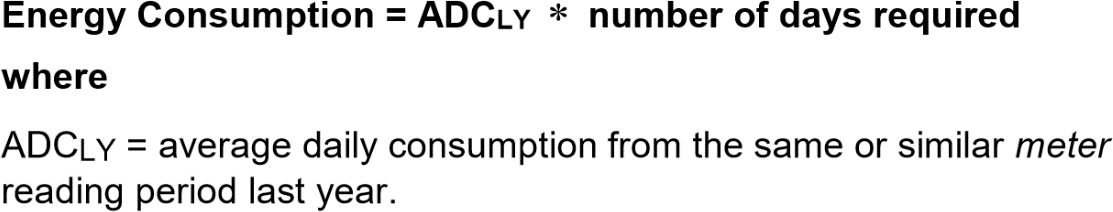 Energy Consumption = ADCLY * number of days required
where
ADCLY = average daily consumption from the same or similar meter
reading period last year.